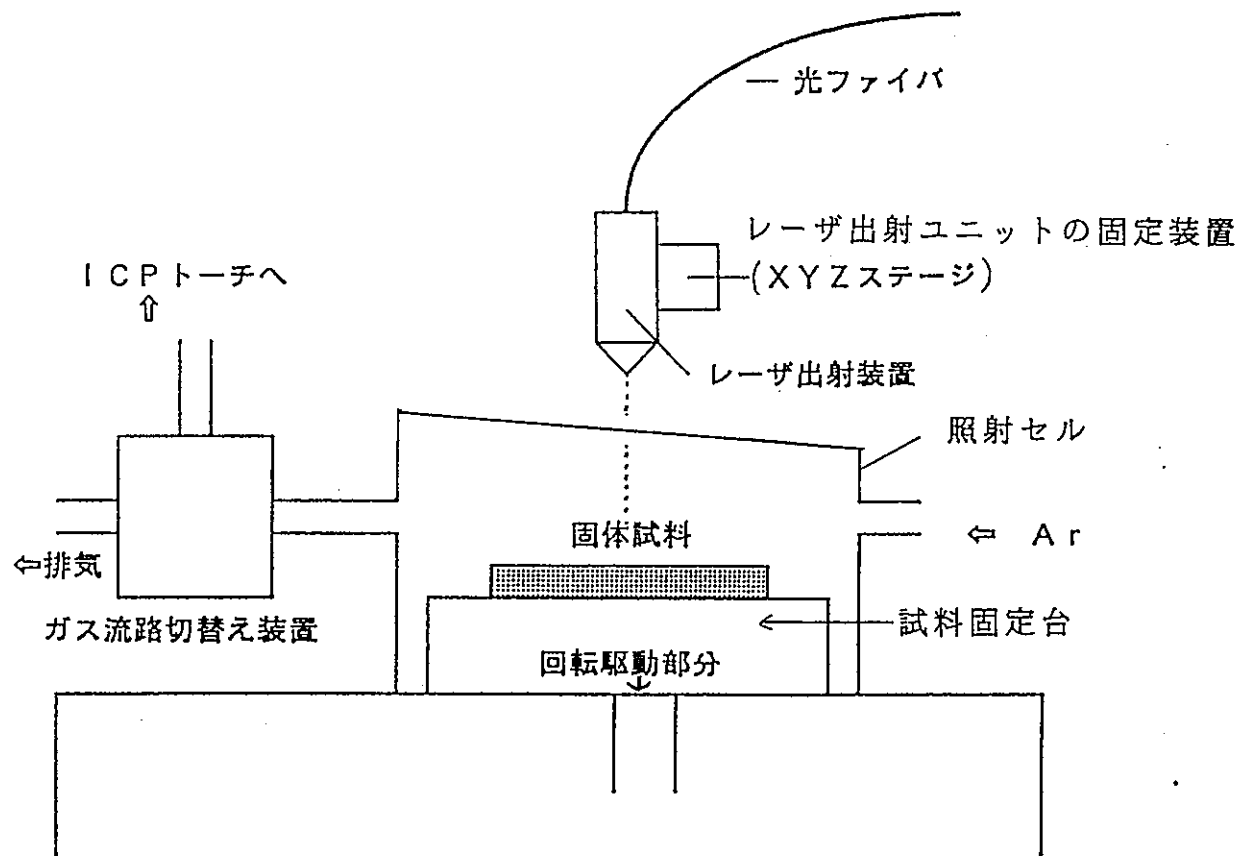 光ファイバ
レーザ出射ユニットの固定装置
(XYZステージ)
ICPトーチへ
レーザ出射装置
照射セル
固体試料
Ar
排気
ガス流路切替え装置
試料固定台
回転駆動部分